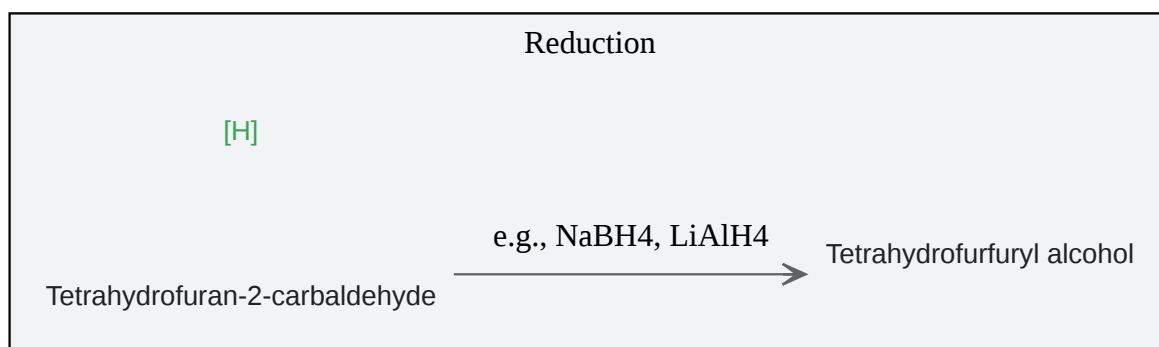 Reduction
[H]
e.g., NaBH4, LiAlH4
Tetrahydrofurfuryl alcohol
Tetrahydrofuran-2-carbaldehyde